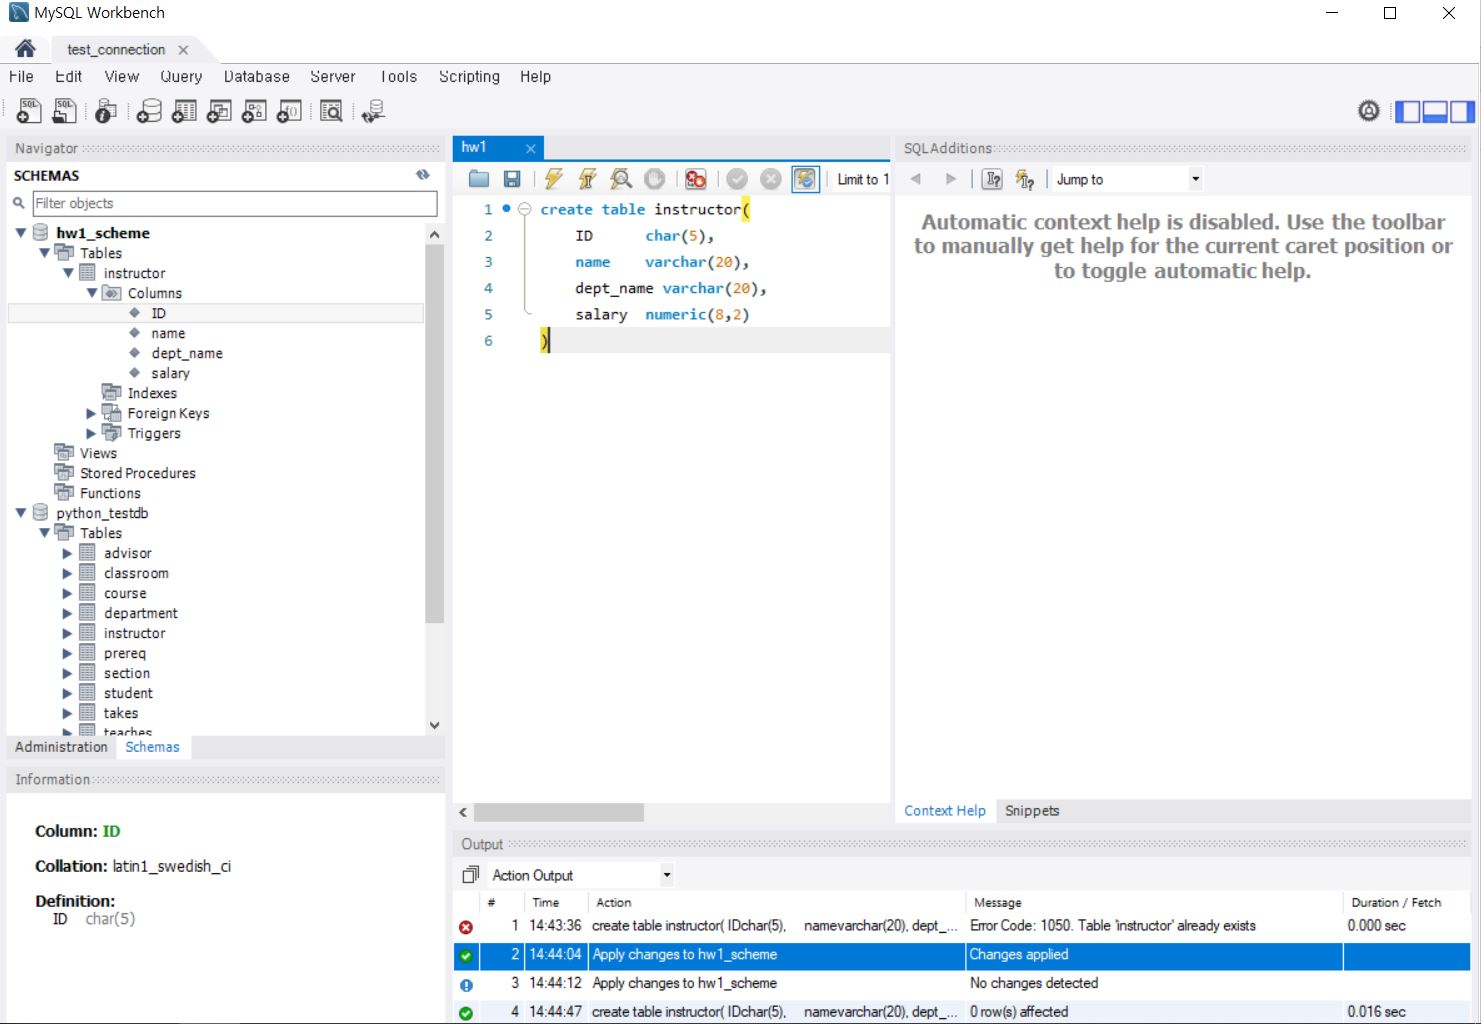 MySQL Workbench
test_connection
File Edit View Query Database Server Tools Scripting Help
Navigator
SCHEMAS
Filter objects
hw1_scheme
Tables
instructor
Columns
ID
name
dept_name
salary
Indexes
Foreign Keys
Triggers
Views
Stored Procedures
Functions
python_testdb
Tables
advisor
classroom
course
department
instructor
prereq
section
student
takes
teaches
Administration Schemas
Information
Column: ID
Collation: latin1_swedish_ci
Definition:
ID char(5)
hw1
Limit to 1
1 create table instructor(
2 ID char(5),
3 name varchar(20),
4 dept_name varchar(20),
5 salary numeric(8,2)
6 )
SQLAdditions
Jump to
Automatic context help is disabled. Use the toolbar
to manually get help for the current caret position or
to toggle automatic help.
Context Help Snippets
Output
Action Output
# Time Action Message Duration / Fetch
1 14:43:36 create table instructor( IDchar(5), namevarchar(20), dept_... Error Code: 1050. Table 'instructor' already exists 0.000 sec
2 14:44:04 Apply changes to hw1_scheme Changes applied
3 14:44:12 Apply changes to hw1_scheme No changes detected
4 14:44:47 create table instructor( IDchar(5), namevarchar(20), dept_... 0 row(s) affected 0.016 sec